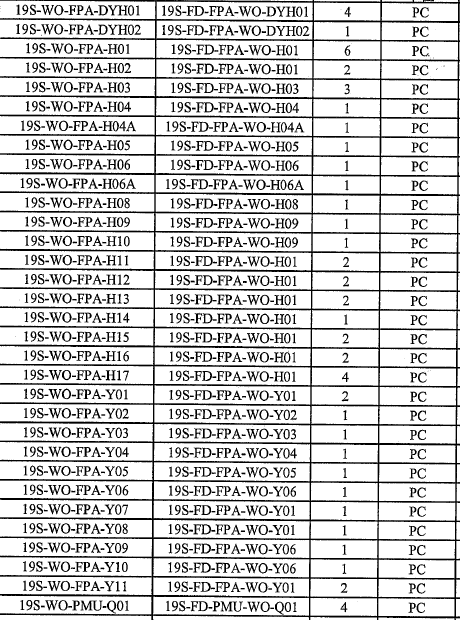 19S-WO-FPA-DYH01 19S-FD-FPA-WO-DYH01 4 PC
19S-WO-FPA-DYH02 19S-FD-FPA-WO-DYH02 1 PC
19S-WO-FPA-H01 19S-FD-FPA-WO-H01 6 PC
19S-WO-FPA-H02 19S-FD-FPA-WO-H01 2 PC
19S-WO-FPA-H03 19S-FD-FPA-WO-H03 3 PC
19S-WO-FPA-H04 19S-FD-FPA-WO-H04 1 PC
19S-WO-FPA-H04A 19S-FD-FPA-WO-H04A 1 PC
19S-WO-FPA-H05 19S-FD-FPA-WO-H05 1 PC
19S-WO-FPA-H06 19S-FD-FPA-WO-H06 1 PC
19S-WO-FPA-H06A 19S-FD-FPA-WO-H06A 1 PC
19S-WO-FPA-H08 19S-FD-FPA-WO-H08 1 PC
19S-WO-FPA-H09 19S-FD-FPA-WO-H09 1 PC
19S-WO-FPA-H10 19S-FD-FPA-WO-H09 1 PC
19S-WO-FPA-H11 19S-FD-FPA-WO-H01 2 PC
19S-WO-FPA-H12 19S-FD-FPA-WO-H01 2 PC
19S-WO-FPA-H13 19S-FD-FPA-WO-H01 2 PC
19S-WO-FPA-H14 19S-FD-FPA-WO-H01 1 PC
19S-WO-FPA-H15 19S-FD-FPA-WO-H01 2 PC
19S-WO-FPA-H16 19S-FD-FPA-WO-H01 2 PC
19S-WO-FPA-H17 19S-FD-FPA-WO-H01 4 PC
19S-WO-FPA-Y01 19S-FD-FPA-WO-Y01 2 PC
19S-WO-FPA-Y02 19S-FD-FPA-WO-Y02 1 PC
19S-WO-FPA-Y03 19S-FD-FPA-WO-Y03 1 PC
19S-WO-FPA-Y04 19S-FD-FPA-WO-Y04 1 PC
19S-WO-FPA-Y05 19S-FD-FPA-WO-Y05 1 PC
19S-WO-FPA-Y06 19S-FD-FPA-WO-Y06 1 PC
19S-WO-FPA-Y07 19S-FD-FPA-WO-Y01 1 PC
19S-WO-FPA-Y08 19S-FD-FPA-WO-Y01 1 PC
19S-WO-FPA-Y09 19S-FD-FPA-WO-Y06 1 PC
19S-WO-FPA-Y10 19S-FD-FPA-WO-Y06 1 PC
19S-WO-FPA-Y11 19S-FD-FPA-WO-Y01 2 PC
19S-WO-PMU-Q01 19S-FD-PMU-WO-Q01 4 PC